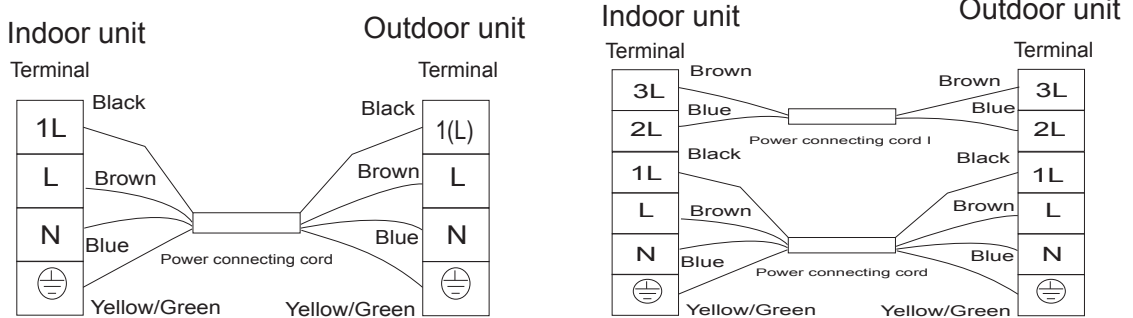 Indoor unit
Outdoor unit
Terminal
Terminal
Black
Black
1L
1(L)
Brown
Brown
L
L
N
N
Blue
Blue
Power connecting cord
Yellow/Green
Yellow/Green
Indoor unit
Outdoor unit
Terminal
Terminal
Brown
Brown
3L
3L
Blue
Blue
2L
2L
Power connecting cord I
Black
Black
1L
1L
Brown
Brown
L
L
N
N
Blue
Blue
Power connecting cord
Yellow/Green
Yellow/Green